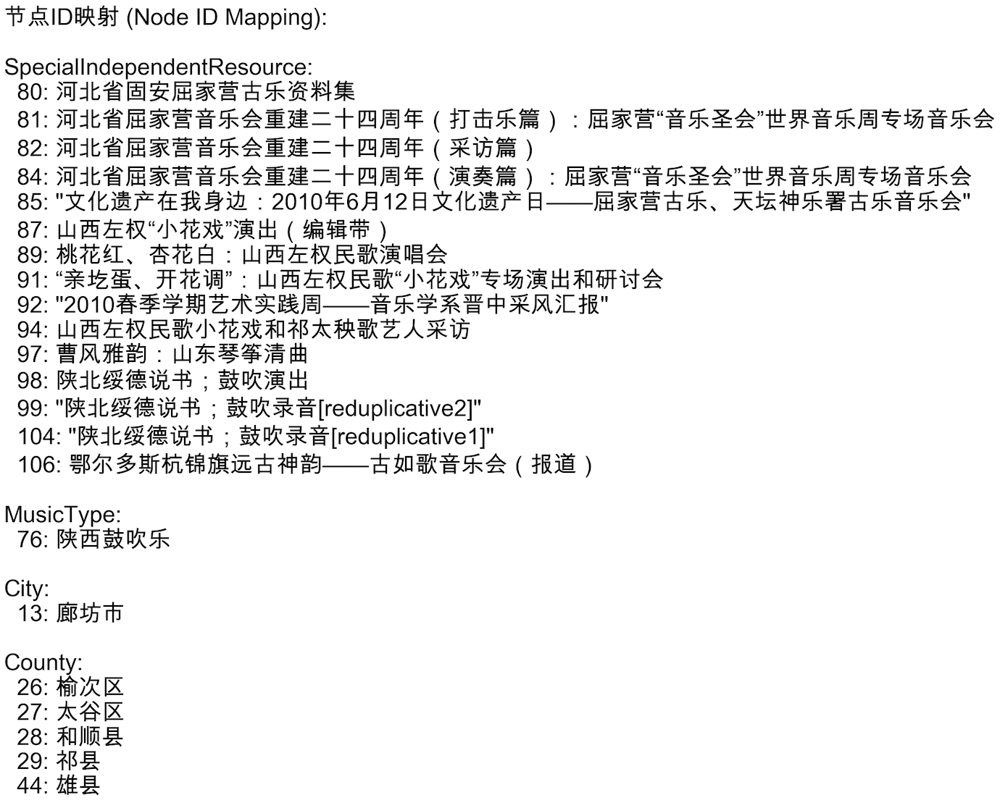 节点ID映射 (Node ID Mapping):
SpecialIndependentResource:
80: 河北省固安屈家营古乐资料集
81: 河北省屈家营音乐会重建二十四周年（打击乐篇）：屈家营“音乐圣会”世界音乐周专场音乐会
82: 河北省屈家营音乐会重建二十四周年（采访篇）
84: 河北省屈家营音乐会重建二十四周年（演奏篇）：屈家营“音乐圣会”世界音乐周专场音乐会
85: "文化遗产在我身边：2010年6月12日文化遗产日——屈家营古乐、天坛神乐署古乐音乐会"
87: 山西左权“小花戏”演出（编辑带）
89: 桃花红、杏花白：山西左权民歌演唱会
91: “亲圪蛋、开花调”：山西左权民歌“小花戏”专场演出和研讨会
92: "2010春季学期艺术实践周——音乐学系晋中采风汇报"
94: 山西左权民歌小花戏和祁太秧歌艺人采访
97: 曹风雅韵：山东琴筝清曲
98: 陕北绥德说书；鼓吹演出
99: "陕北绥德说书；鼓吹录音[reduplicative2]"
104: "陕北绥德说书；鼓吹录音[reduplicative1]"
106: 鄂尔多斯杭锦旗远古神韵——古如歌音乐会（报道）
MusicType:
76: 陕西鼓吹乐
City:
13: 廊坊市
County:
26: 榆次区
27: 太谷区
28: 和顺县
29: 祁县
44: 雄县